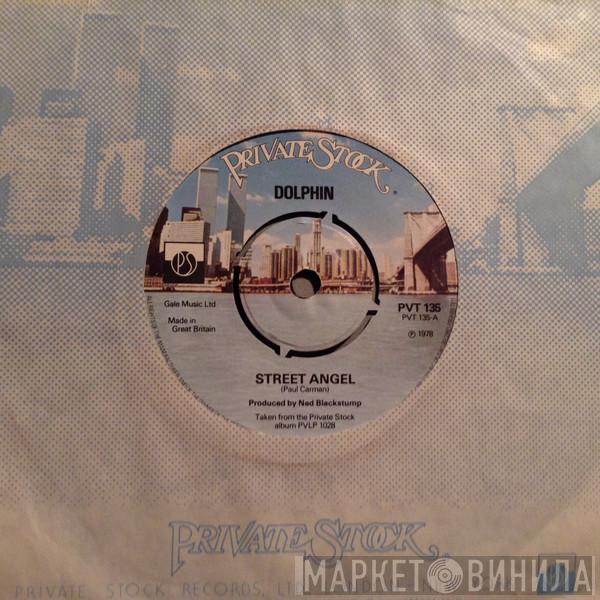 PRIVATE STOCK
DOLPHIN
PS
Gale Music Ltd
Made in
Great Britain
PVT 135
PVT 135-A
℗ 1978
STREET ANGEL
(Paul Carman)
Produced by Ned Blackstump
Taken from the Private Stock
album PVLP 1028
PRIVATE STOCK
PRIVATE STOCK RECORDS, LTD.
МАРКЕТ ВИНИЛА